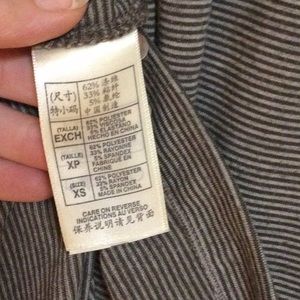 (尺寸)
特小码
62% 涤纶
33% 粘纤
5% 氨纶
中国制造
(TALLA)
EXCH
62% POLIESTER
33% VISCOSA
5% ELASTANO
HECHO EN CHINA
(TAILLE)
XP
62% POLYESTER
33% RAYONNE
5% SPANDEX
FABRIQUÉ EN
CHINE
(SIZE)
XS
62% POLYESTER
33% RAYON
5% SPANDEX
MADE IN CHINA
CARE ON REVERSE
INDICATIONS AU VERSO
保养说明请见背面